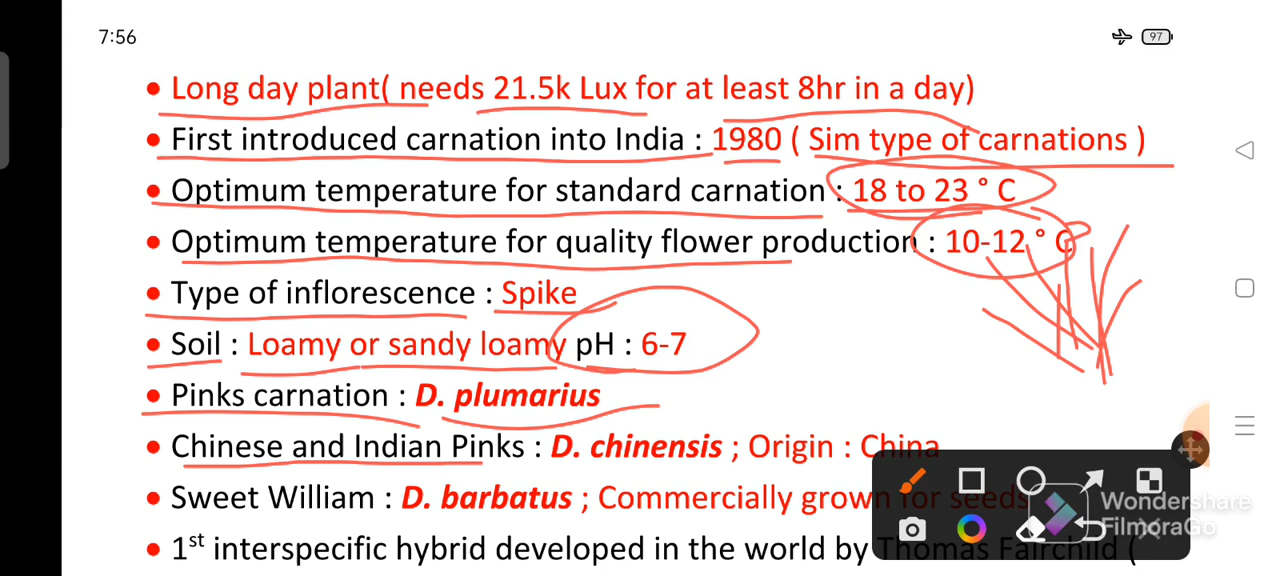 7:56
97
• Long day plant( needs 21.5k Lux for at least 8hr in a day)
• First introduced carnation into India : 1980 ( Sim type of carnations )
• Optimum temperature for standard carnation : 18 to 23 ° C
• Optimum temperature for quality flower production : 10-12 ° C
• Type of inflorescence : Spike
• Soil : Loamy or sandy loamy pH : 6-7
• Pinks carnation : D. plumarius
• Chinese and Indian Pinks : D. chinensis ; Origin : China
• Sweet William : D. barbatus ; Commercially grown for seeds
• 1st interspecific hybrid developed in the world by Thomas Fairchild (
Wondershare
FilmoraGo